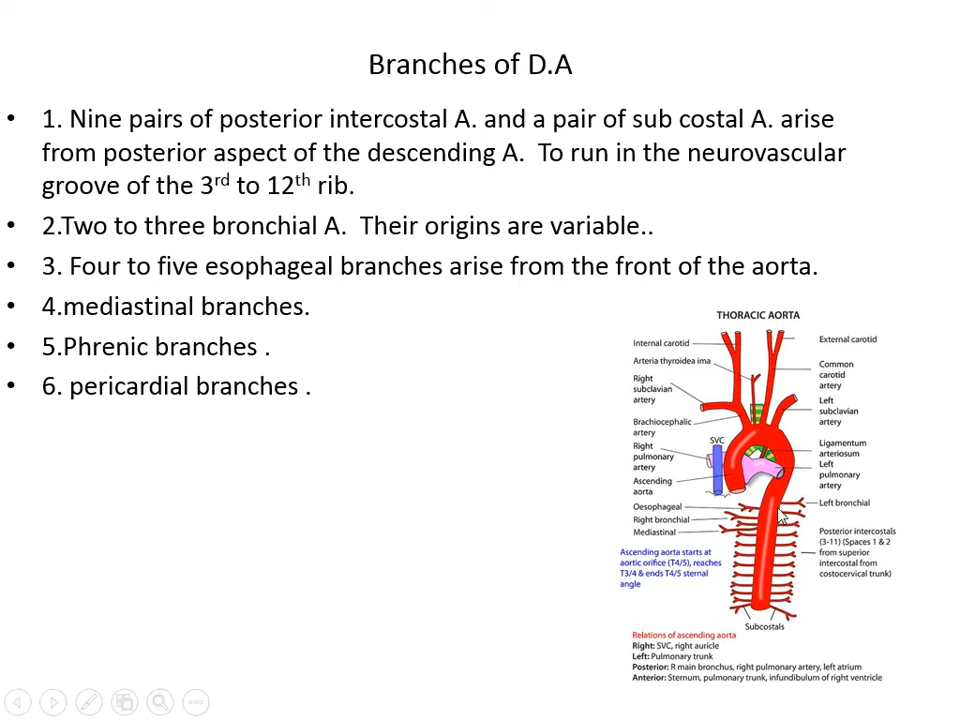 Branches of D.A
• 1. Nine pairs of posterior intercostal A. and a pair of sub costal A. arise
from posterior aspect of the descending A.  To run in the neurovascular
groove of the 3rd to 12th rib.
• 2.Two to three bronchial A.  Their origins are variable..
• 3. Four to five esophageal branches arise from the front of the aorta.
• 4.mediastinal branches.
• 5.Phrenic branches .
• 6. pericardial branches .
THORACIC AORTA
Internal carotid
Arteria thyroidea ima
Right
subclavian
artery
Brachiocephalic
artery
Right
pulmonary
artery
Ascending
aorta
Oesophageal
Right bronchial
Mediastinal
SVC
External carotid
Common
carotid
artery
Left
subclavian
artery
Ligamentum
arteriosum
Left
pulmonary
artery
Left bronchial
Posterior intercostals
(3-11) (Spaces 1 & 2
from superior
intercostal from
costocervical trunk)
Ascending aorta starts at
aortic orifice (T4/5), reaches
T3/4 & ends T4/5 sternal
angle
Subcostals
Relations of ascending aorta
Right: SVC, right auricle
Left: Pulmonary trunk
Posterior: R main bronchus, right pulmonary artery, left atrium
Anterior: Sternum, pulmonary trunk, infundibulum of right ventricle